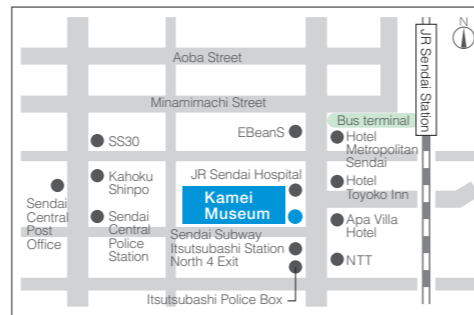 N
JR Sendai Station
Aoba Street
Minamimachi Street
Bus terminal
EBeanS
SS30
Hotel
Metropolitan
Sendai
JR Sendai Hospital
Kahoku
Shinpo
Hotel
Toyoko Inn
Kamei
Museum
Sendai
Central
Post
Office
Sendai
Central
Police
Station
Apa Villa
Hotel
Sendai Subway
Itsutsubashi Station
North 4 Exit
NTT
Itsutsubashi Police Box